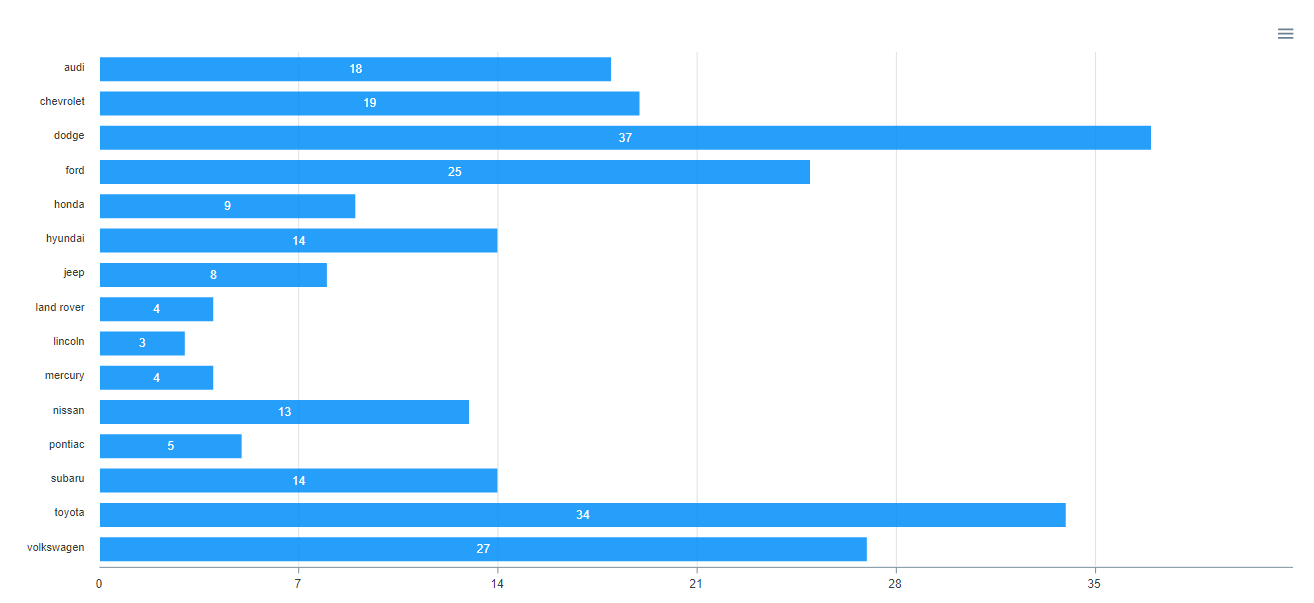 audi 18
chevrolet 19
dodge 37
ford 25
honda 9
hyundai 14
jeep 8
land rover 4
lincoln 3
mercury 4
nissan 13
pontiac 5
subaru 14
toyota 34
volkswagen 27
0 7 14 21 28 35